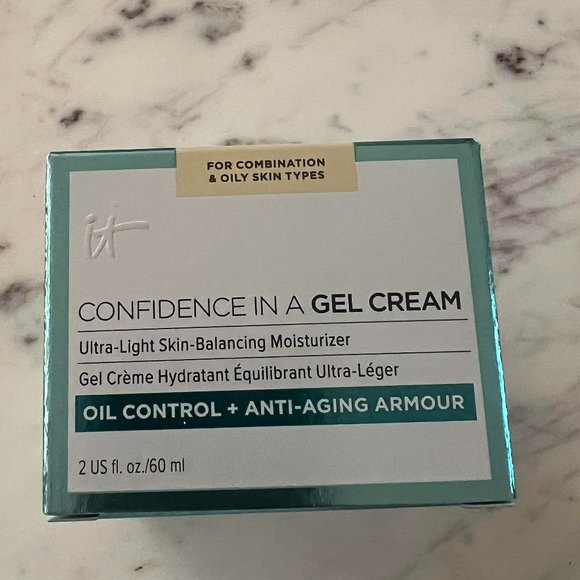 FOR COMBINATION
& OILY SKIN TYPES
it
CONFIDENCE IN A GEL CREAM
Ultra-Light Skin-Balancing Moisturizer
Gel Crème Hydratant Équilibrant Ultra-Léger
OIL CONTROL + ANTI-AGING ARMOUR
2 US fl. oz./60 ml